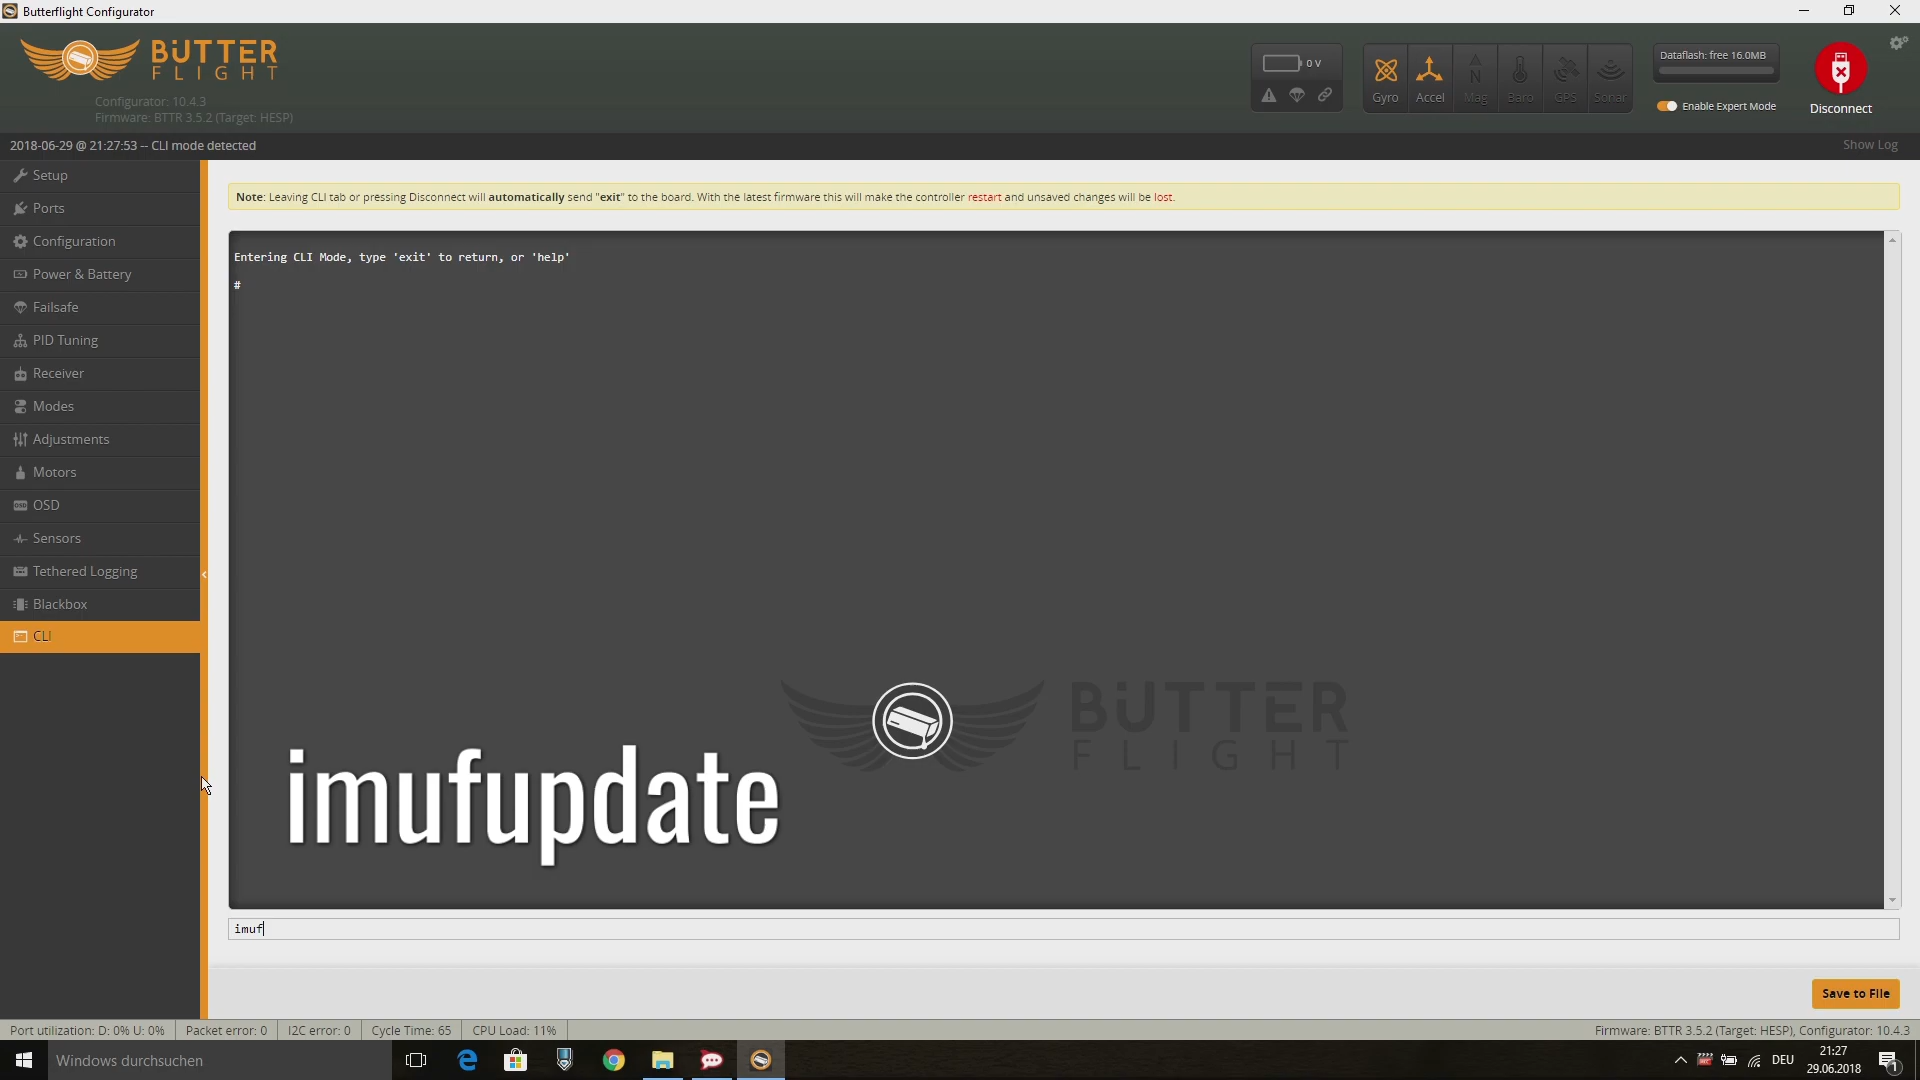 Butterflight Configurator
BUTTER
FLIGHT
Configurator: 10.4.3
Firmware: BTTR 3.5.2 (Target: HESP)
0 V
Gyro
Accel
Mag
Baro
GPS
Sonar
Dataflash: free 16.0MB
Enable Expert Mode
Disconnect
2018-06-29 @ 21:27:53 -- CLI mode detected
Show Log
Setup
Ports
Configuration
Power & Battery
Failsafe
PID Tuning
Receiver
Modes
Adjustments
Motors
OSD
Sensors
Tethered Logging
Blackbox
CLI
Note: Leaving CLI tab or pressing Disconnect will automatically send "exit" to the board. With the latest firmware this will make the controller restart and unsaved changes will be lost.
Entering CLI Mode, type 'exit' to return, or 'help'
#
BUTTER
FLIGHT
imufupdate
imuf
Save to File
Port utilization: D: 0% U: 0%
Packet error: 0
I2C error: 0
Cycle Time: 65
CPU Load: 11%
Firmware: BTTR 3.5.2 (Target: HESP), Configurator: 10.4.3
Windows durchsuchen
DEU
21:27
29.06.2018
1